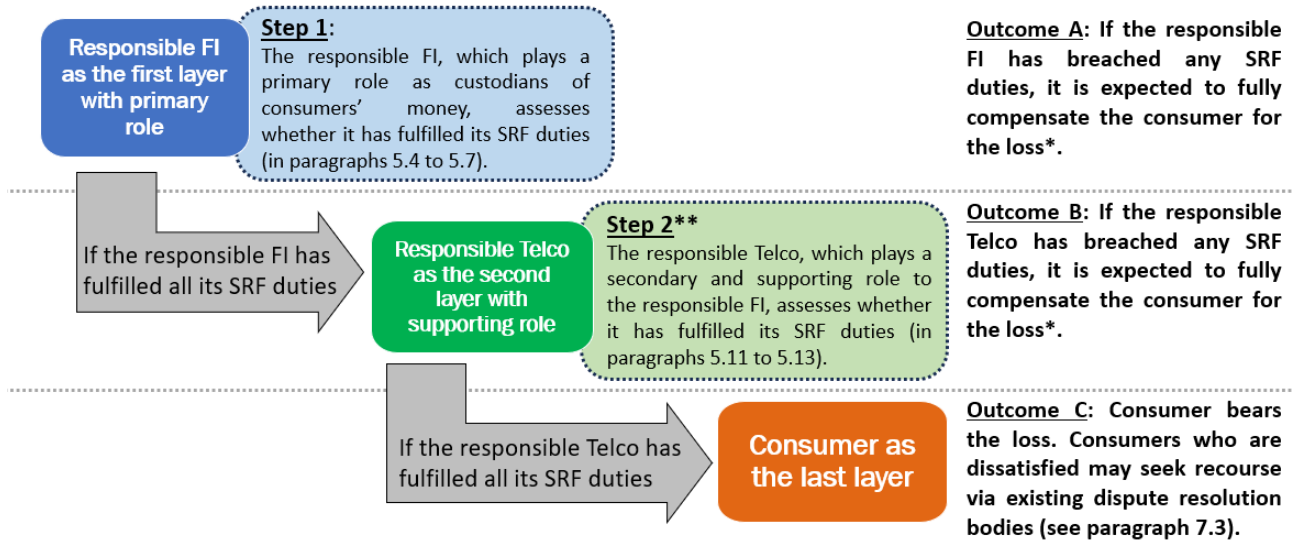 Responsible FI
as the first layer
with primary
role
Step 1:
The responsible FI, which plays a
primary role as custodians of
consumers’ money, assesses
whether it has fulfilled its SRF duties
(in paragraphs 5.4 to 5.7).
Outcome A: If the responsible
FI has breached any SRF
duties, it is expected to fully
compensate the consumer for
the loss*.
If the responsible FI has
fulfilled all its SRF duties
Responsible Telco
as the second
layer with
supporting role
Step 2**
The responsible Telco, which plays a
secondary and supporting role to
the responsible FI, assesses whether
it has fulfilled its SRF duties (in
paragraphs 5.11 to 5.13).
Outcome B: If the responsible
Telco has breached any SRF
duties, it is expected to fully
compensate the consumer for
the loss*.
If the responsible Telco has
fulfilled all its SRF duties
Consumer as
the last layer
Outcome C: Consumer bears
the loss. Consumers who are
dissatisfied may seek recourse
via existing dispute resolution
bodies (see paragraph 7.3).